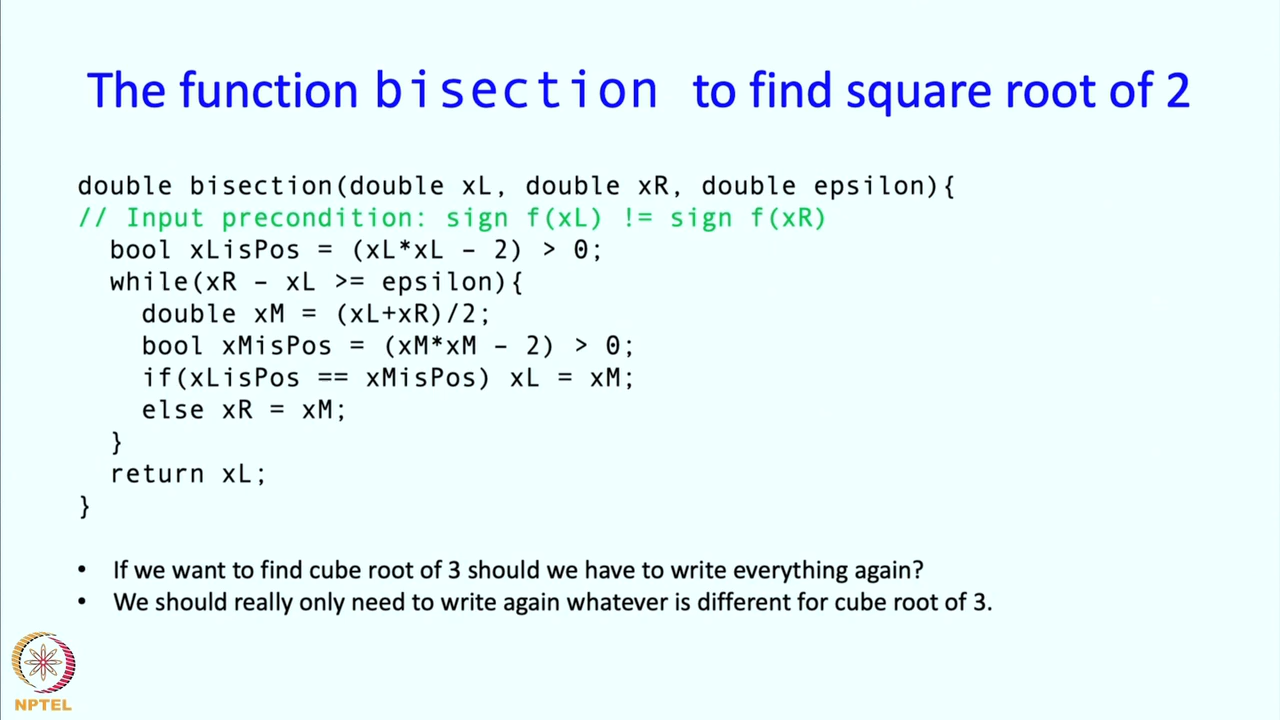 The function bisection to find square root of 2
double bisection(double xL, double xR, double epsilon){
// Input precondition: sign f(xL) != sign f(xR)
bool xLisPos = (xL*xL – 2) > 0;
while(xR – xL >= epsilon){
double xM = (xL+xR)/2;
bool xMisPos = (xM*xM – 2) > 0;
if(xLisPos == xMisPos) xL = xM;
else xR = xM;
}
return xL;
}
• If we want to find cube root of 3 should we have to write everything again?
• We should really only need to write again whatever is different for cube root of 3.
NPTEL